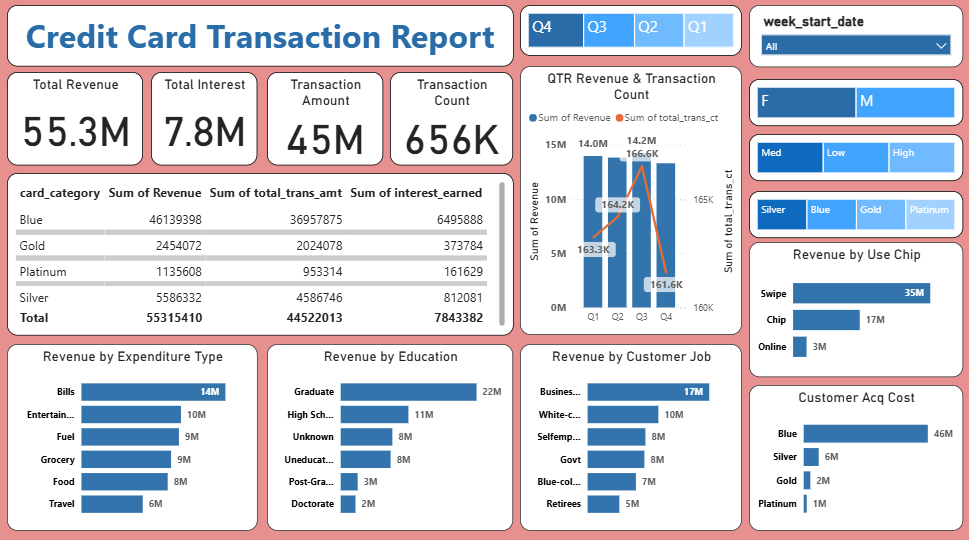 Credit Card Transaction Report
Q4 Q3 Q2 Q1
week_start_date
All
F M
Med Low High
Silver Blue Gold Platinum
Total Revenue
55.3M
Total Interest
7.8M
Transaction
Amount
45M
Transaction
Count
656K
card_category Sum of Revenue Sum of total_trans_amt Sum of interest_earned
Blue 46139398 36957875 6495888
Gold 2454072 2024078 373784
Platinum 1135608 953314 161629
Silver 5586332 4586746 812081
Total 55315410 44522013 7843382
QTR Revenue & Transaction
Count
Sum of Revenue Sum of total_trans_ct
Sum of Revenue
15M
10M
5M
0M
14.0M
14.2M
166.6K
164.2K
163.3K
161.6K
165K
160K
Sum of total_trans_ct
Q1 Q2 Q3 Q4
Revenue by Use Chip
Swipe 35M
Chip 17M
Online 3M
Revenue by Expenditure Type
Bills 14M
Entertain... 10M
Fuel 9M
Grocery 9M
Food 8M
Travel 6M
Revenue by Education
Graduate 22M
High Sch... 11M
Unknown 8M
Uneducat... 8M
Post-Gra... 3M
Doctorate 2M
Revenue by Customer Job
Busines... 17M
White-c... 10M
Selfemp... 8M
Govt 8M
Blue-col... 7M
Retirees 5M
Customer Acq Cost
Blue 46M
Silver 6M
Gold 2M
Platinum 1M